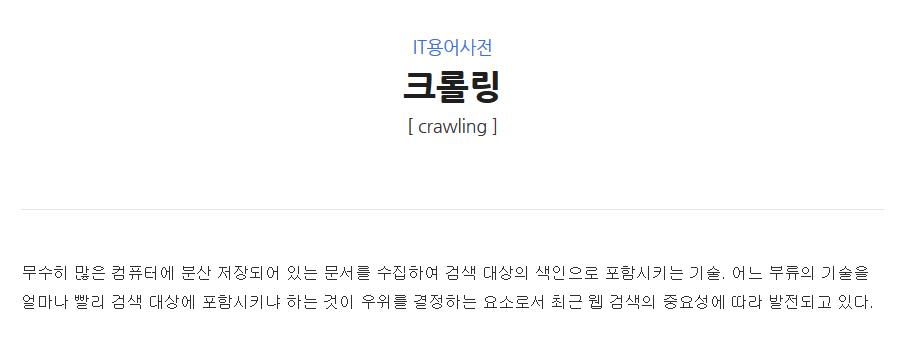 IT용어사전
크롤링
[ crawling ]
무수히 많은 컴퓨터에 분산 저장되어 있는 문서를 수집하여 검색 대상의 색인으로 포함시키는 기술. 어느 부류의 기술을
얼마나 빨리 검색 대상에 포함시키냐 하는 것이 우위를 결정하는 요소로서 최근 웹 검색의 중요성에 따라 발전되고 있다.